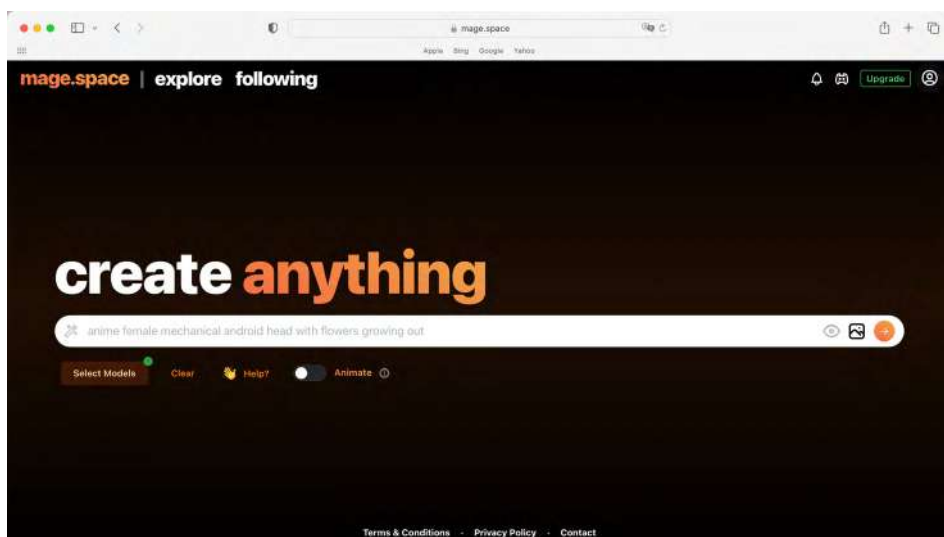 mage.space
Apple Bing Google Yahoo
mage.space | explore following
Upgrade
create anything
anime female mechanical android head with flowers growing out
Select Models Clear Help? Animate
Terms & Conditions · Privacy Policy · Contact